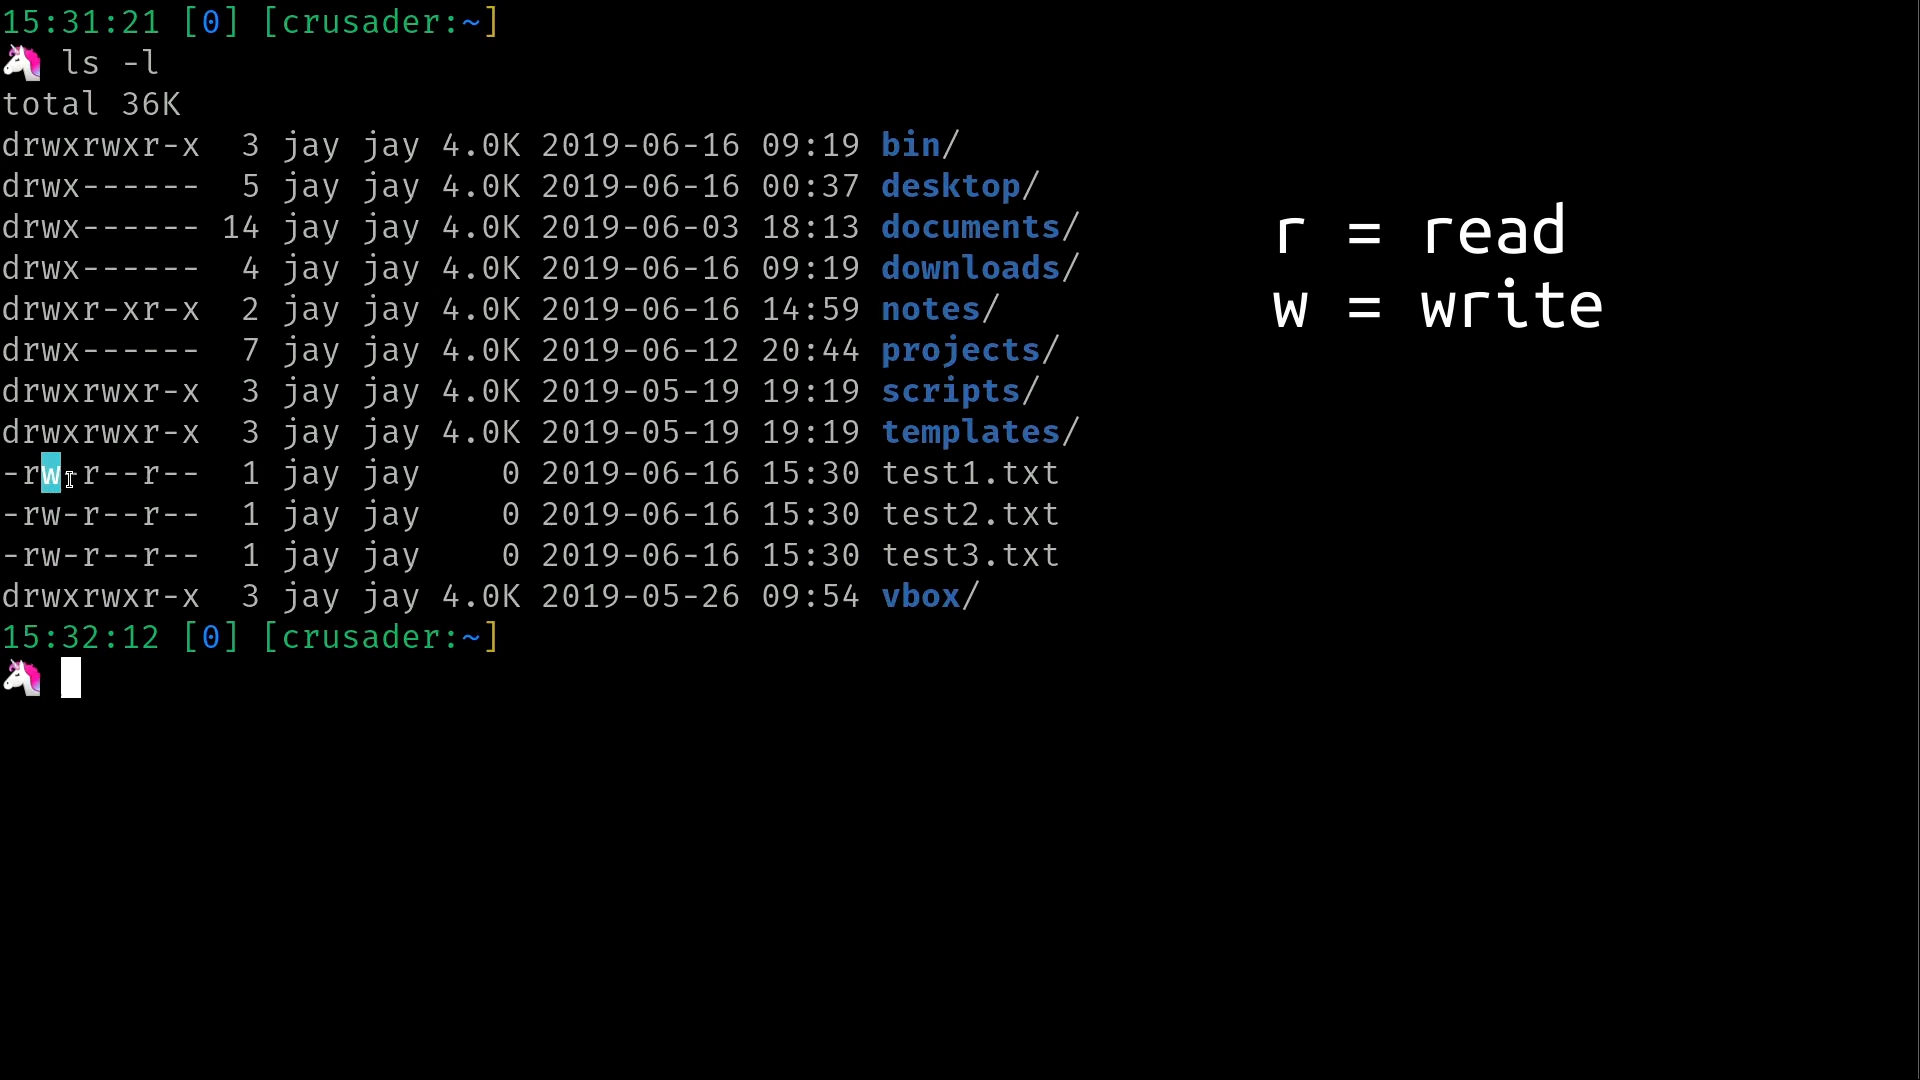 15:31:21 [0] [crusader:~]
🦄 ls -l
total 36K
drwxrwxr-x  3 jay jay 4.0K 2019-06-16 09:19 bin/
drwx------  5 jay jay 4.0K 2019-06-16 00:37 desktop/
drwx------ 14 jay jay 4.0K 2019-06-03 18:13 documents/
drwx------  4 jay jay 4.0K 2019-06-16 09:19 downloads/
drwxr-xr-x  2 jay jay 4.0K 2019-06-16 14:59 notes/
drwx------  7 jay jay 4.0K 2019-06-12 20:44 projects/
drwxrwxr-x  3 jay jay 4.0K 2019-05-19 19:19 scripts/
drwxrwxr-x  3 jay jay 4.0K 2019-05-19 19:19 templates/
-rw-r--r--  1 jay jay    0 2019-06-16 15:30 test1.txt
-rw-r--r--  1 jay jay    0 2019-06-16 15:30 test2.txt
-rw-r--r--  1 jay jay    0 2019-06-16 15:30 test3.txt
drwxrwxr-x  3 jay jay 4.0K 2019-05-26 09:54 vbox/
15:32:12 [0] [crusader:~]
🦄
r = read
w = write